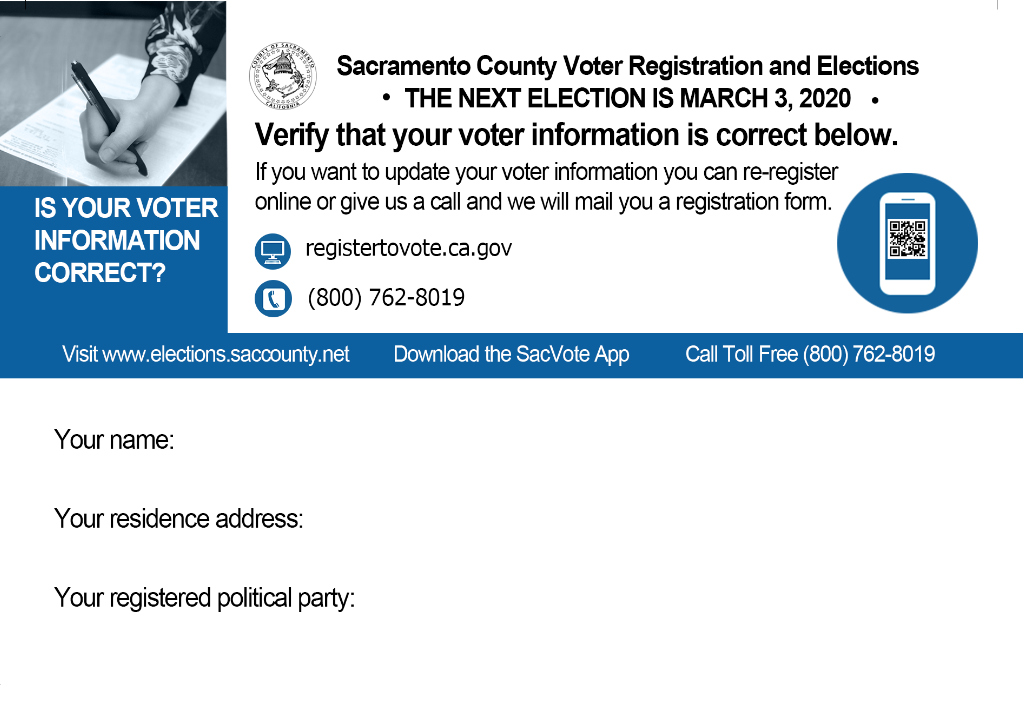 COUNTY OF SACRAMENTO
CALIFORNIA
Sacramento County Voter Registration and Elections
• THE NEXT ELECTION IS MARCH 3, 2020 •
Verify that your voter information is correct below.
If you want to update your voter information you can re-register
online or give us a call and we will mail you a registration form.
IS YOUR VOTER
INFORMATION
CORRECT?
registertovote.ca.gov
(800) 762-8019
Visit www.elections.saccounty.net Download the SacVote App Call Toll Free (800) 762-8019
Your name:
Your residence address:
Your registered political party: